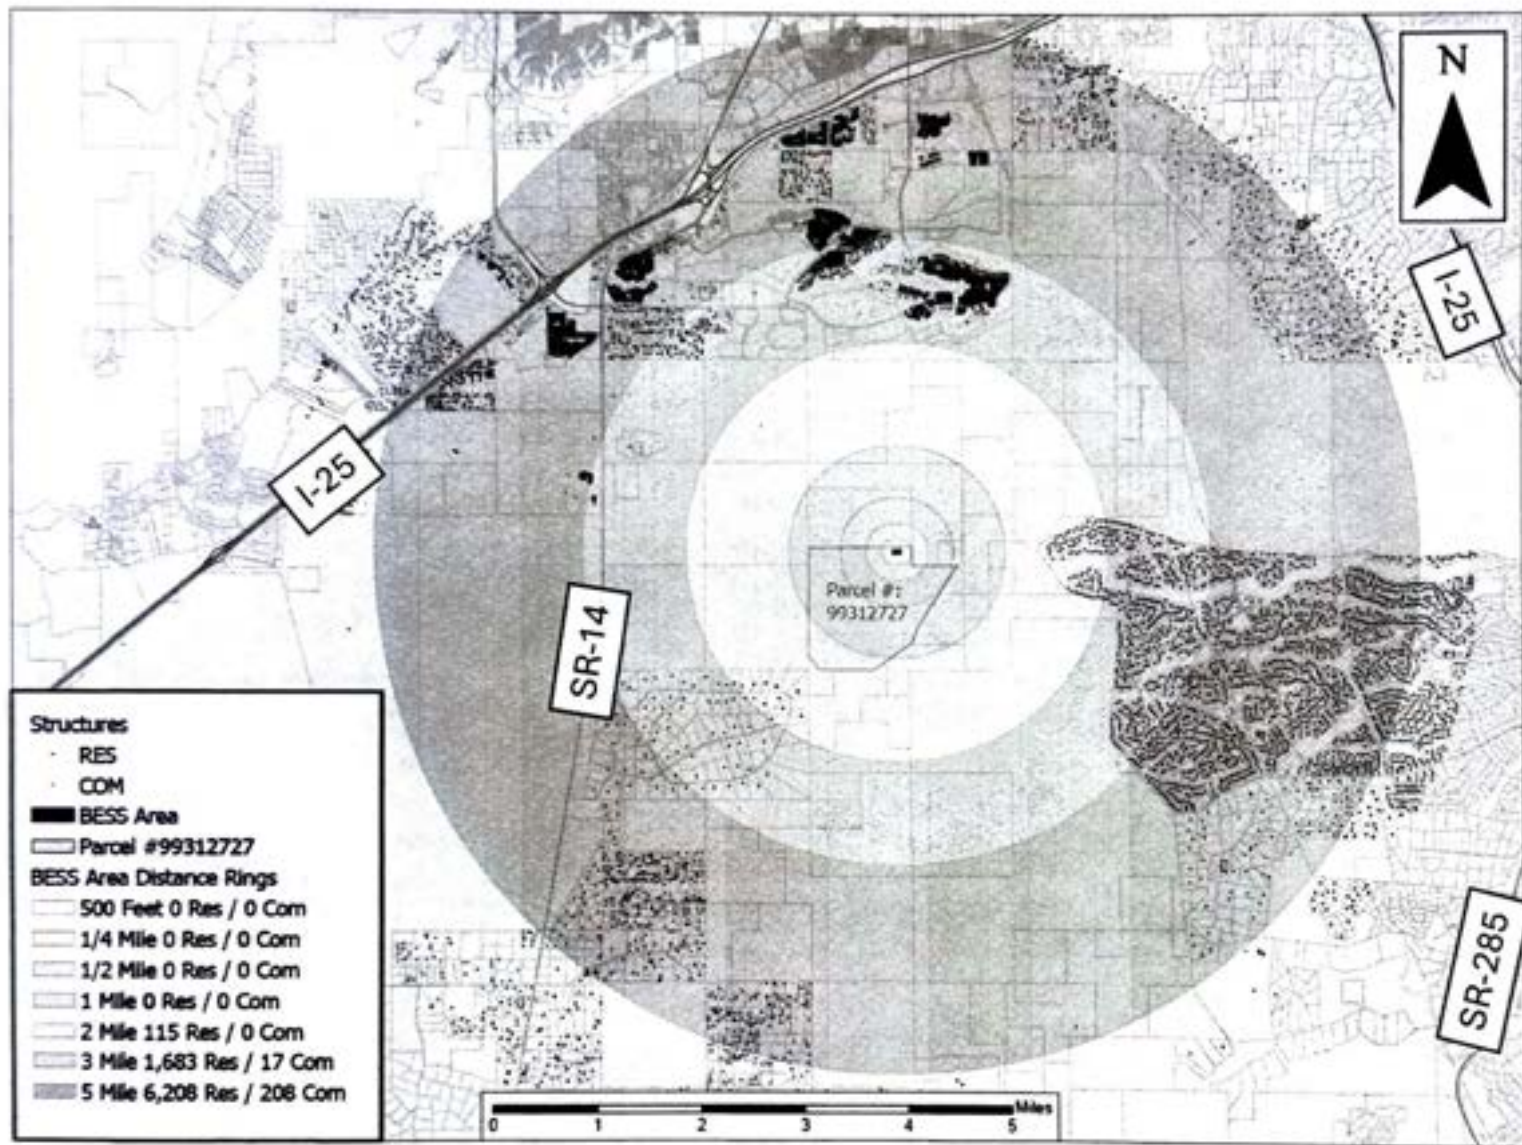 N
I-25
I-25
SR-14
Parcel #:
99312727
SR-285
Structures
RES
COM
BESS Area
Parcel #99312727
BESS Area Distance Rings
500 Feet 0 Res / 0 Com
1/4 Mile 0 Res / 0 Com
1/2 Mile 0 Res / 0 Com
1 Mile 0 Res / 0 Com
2 Mile 115 Res / 0 Com
3 Mile 1,683 Res / 17 Com
5 Mile 6,208 Res / 208 Com
Miles
0 1 2 3 4 5